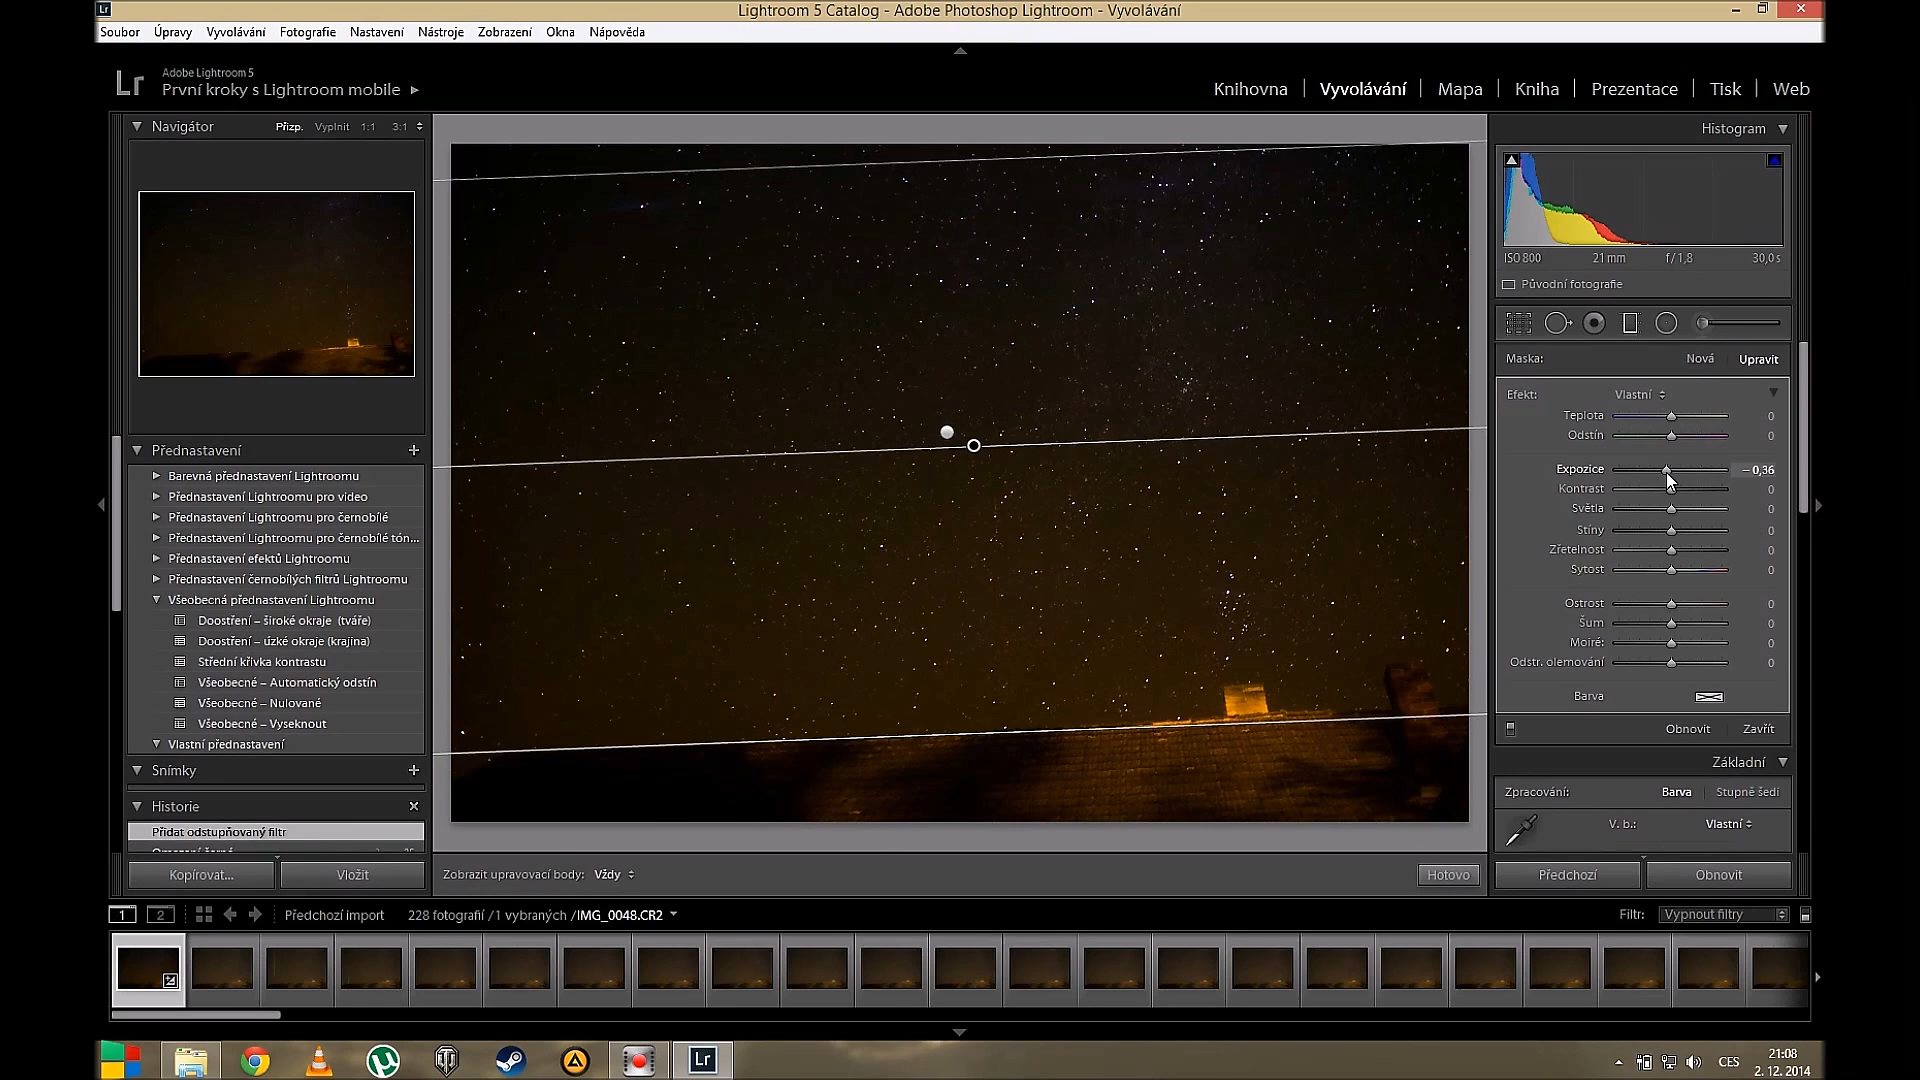 Lr
Lightroom 5 Catalog - Adobe Photoshop Lightroom - Vyvolávání
Soubor Úpravy Vyvolávání Fotografie Nastavení Nástroje Zobrazení Okna Nápověda
Lr
Adobe Lightroom 5
První kroky s Lightroom mobile
Knihovna Vyvolávání Mapa Kniha Prezentace Tisk Web
Navigátor Přizp. Vyplnit 1:1 3:1
Přednastavení
Barevná přednastavení Lightroomu
Přednastavení Lightroomu pro video
Přednastavení Lightroomu pro černobílé
Přednastavení Lightroomu pro černobílé tón...
Přednastavení efektů Lightroomu
Přednastavení černobílých filtrů Lightroomu
Všeobecná přednastavení Lightroomu
Doostření – široké okraje (tváře)
Doostření – úzké okraje (krajina)
Střední křivka kontrastu
Všeobecné – Automatický odstín
Všeobecné – Nulované
Všeobecné – Vyseknout
Vlastní přednastavení
Snímky
Historie
Přidat odstupňovaný filtr
Kopírovat... Vložit
Zobrazit upravovací body: Vždy
Hotovo
Histogram
ISO 800 21 mm f / 1,8 30,0 s
Původní fotografie
Maska: Nová Upravit
Efekt: Vlastní
Teplota 0
Odstín 0
Expozice – 0,36
Kontrast 0
Světla 0
Stíny 0
Zřetelnost 0
Sytost 0
Ostrost 0
Šum 0
Moiré: 0
Odstr. olemování 0
Barva
Obnovit Zavřít
Základní
Zpracování: Barva Stupně šedi
V. b.: Vlastní
Předchozí Obnovit
1 2 Předchozí import 228 fotografií /1 vybraných /IMG_0048.CR2
Filtr: Vypnout filtry
Lr
CES
21:08
2. 12. 2014